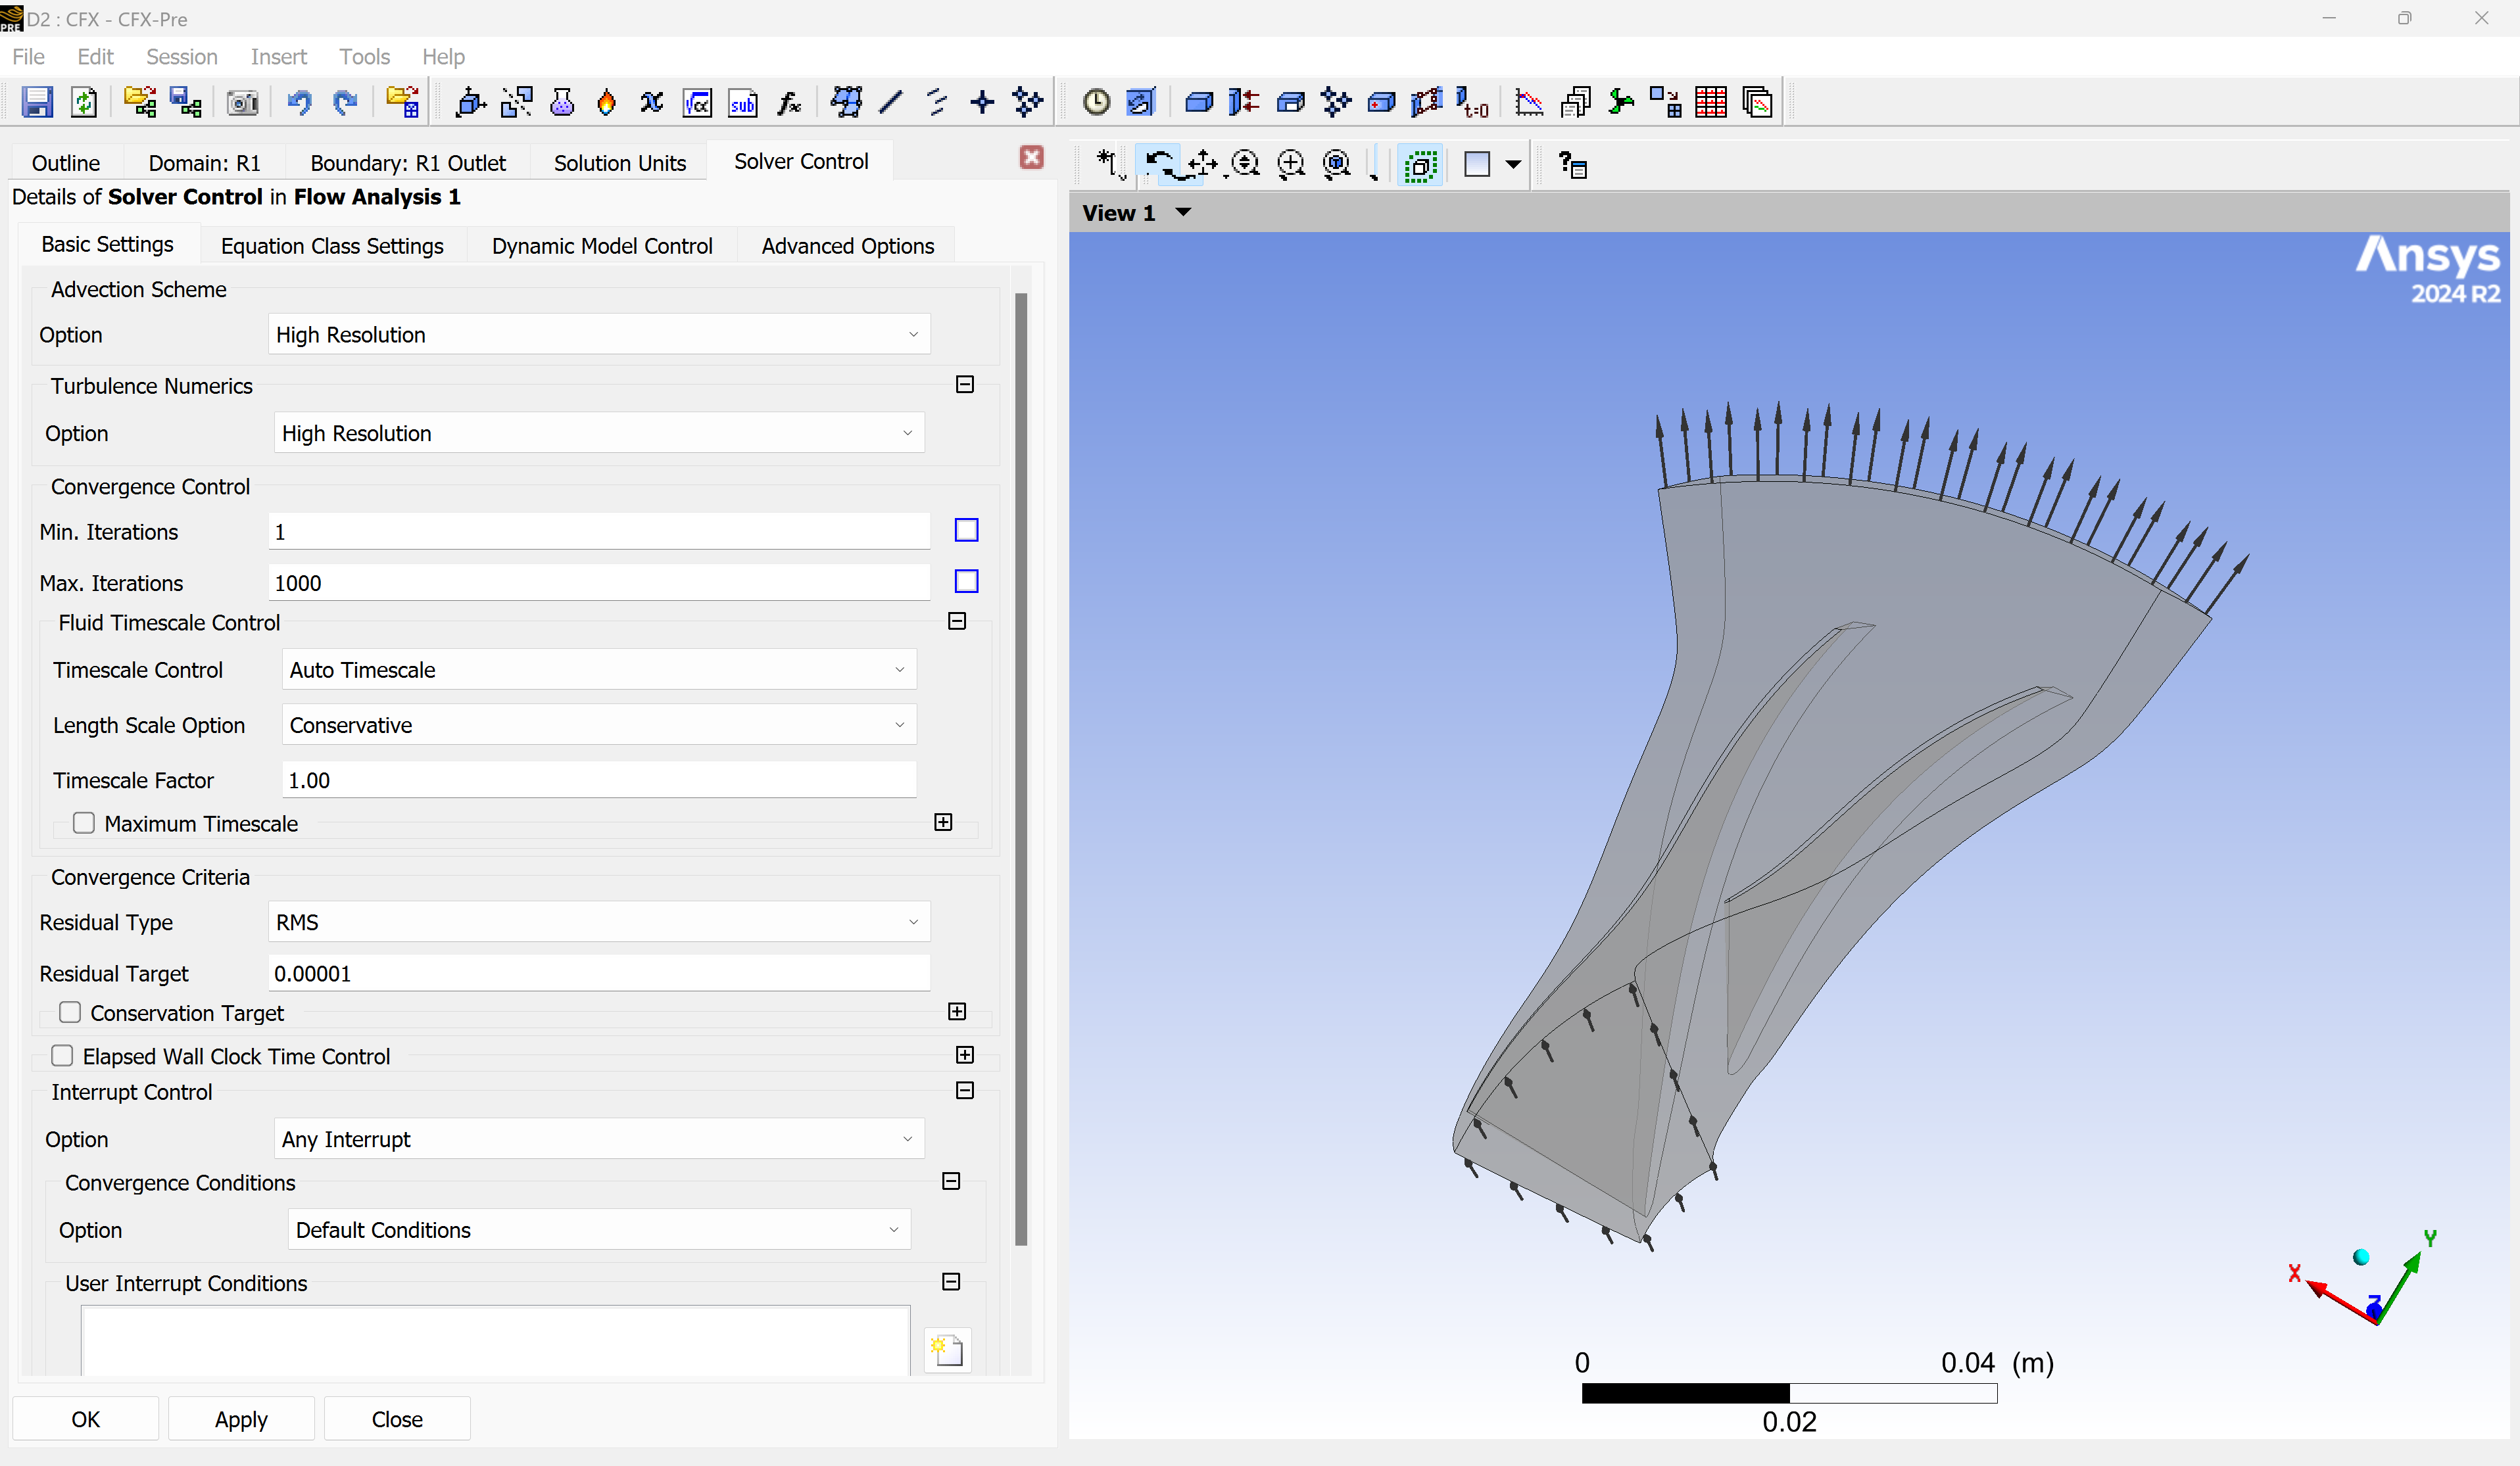 D2 : CFX - CFX-Pre
File Edit Session Insert Tools Help
Outline Domain: R1 Boundary: R1 Outlet Solution Units Solver Control
Details of Solver Control in Flow Analysis 1
Basic Settings Equation Class Settings Dynamic Model Control Advanced Options
Advection Scheme
Option High Resolution
Turbulence Numerics
Option High Resolution
Convergence Control
Min. Iterations 1
Max. Iterations 1000
Fluid Timescale Control
Timescale Control Auto Timescale
Length Scale Option Conservative
Timescale Factor 1.00
Maximum Timescale
Convergence Criteria
Residual Type RMS
Residual Target 0.00001
Conservation Target
Elapsed Wall Clock Time Control
Interrupt Control
Option Any Interrupt
Convergence Conditions
Option Default Conditions
User Interrupt Conditions
OK Apply Close
View 1
Ansys
2024 R2
X Y Z
0 0.04 (m)
0.02
PRE
sub
t=0